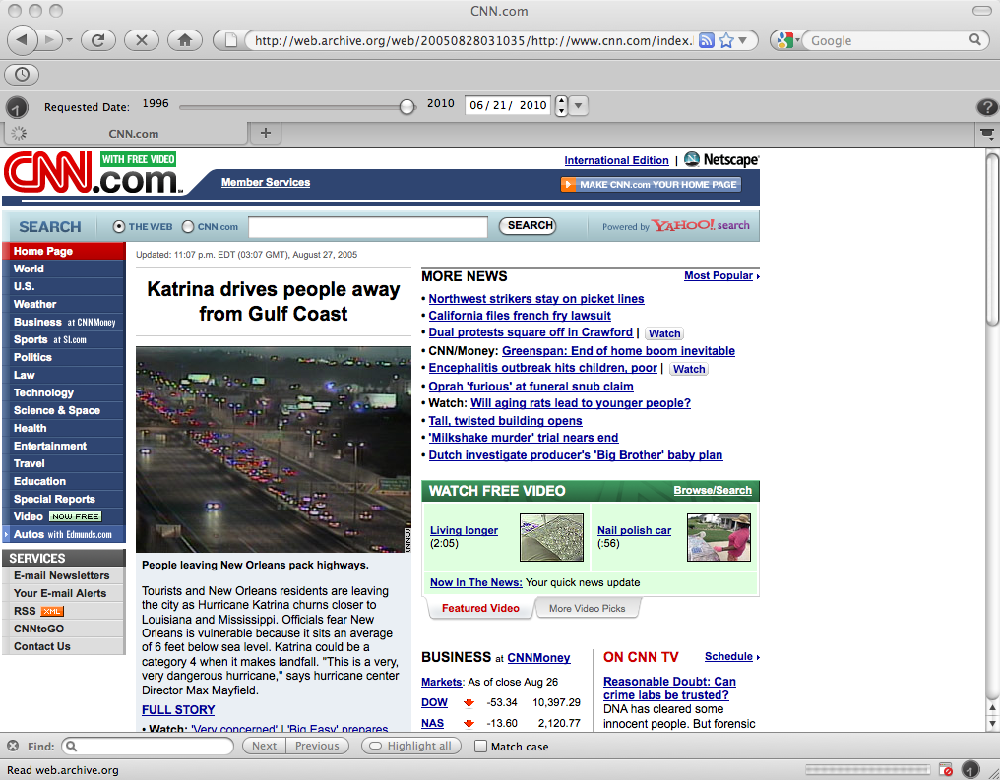 CNN.com
http://web.archive.org/web/20050828031035/http://www.cnn.com/index.
Google
Requested Date: 1996 2010 06/21/ 2010
CNN.com
CNN.com WITH FREE VIDEO
International Edition | Netscape
Member Services
MAKE CNN.com YOUR HOME PAGE
SEARCH THE WEB CNN.com SEARCH Powered by YAHOO! search
Home Page
World
U.S.
Weather
Business at CNNMoney
Sports at SI.com
Politics
Law
Technology
Science & Space
Health
Entertainment
Travel
Education
Special Reports
Video NOW FREE
Autos with Edmunds.com
SERVICES
E-mail Newsletters
Your E-mail Alerts
RSS XML
CNNtoGO
Contact Us
Updated: 11:07 p.m. EDT (03:07 GMT), August 27, 2005
Katrina drives people away
from Gulf Coast
(CNN)
People leaving New Orleans pack highways.
Tourists and New Orleans residents are leaving
the city as Hurricane Katrina churns closer to
Louisiana and Mississippi. Officials fear New
Orleans is vulnerable because it sits an average
of 6 feet below sea level. Katrina could be a
category 4 when it makes landfall. "This is a very,
very dangerous hurricane," says hurricane center
Director Max Mayfield.
FULL STORY
• Watch: 'Very concerned' | 'Big Easy' prepares
MORE NEWS
Most Popular
• Northwest strikers stay on picket lines
• California files french fry lawsuit
• Dual protests square off in Crawford | Watch
• CNN/Money: Greenspan: End of home boom inevitable
• Encephalitis outbreak hits children, poor | Watch
• Oprah 'furious' at funeral snub claim
• Watch: Will aging rats lead to younger people?
• Tall, twisted building opens
• 'Milkshake murder' trial nears end
• Dutch investigate producer's 'Big Brother' baby plan
WATCH FREE VIDEO
Browse/Search
Living longer
(2:05)
Nail polish car
(:56)
Now In The News: Your quick news update
Featured Video
More Video Picks
BUSINESS at CNNMoney
Markets: As of close Aug 26
DOW -53.34 10,397.29
NAS -13.60 2,120.77
ON CNN TV
Schedule
Reasonable Doubt: Can
crime labs be trusted?
DNA has cleared some
innocent people. But forensic
Find: Next Previous Highlight all Match case
Read web.archive.org